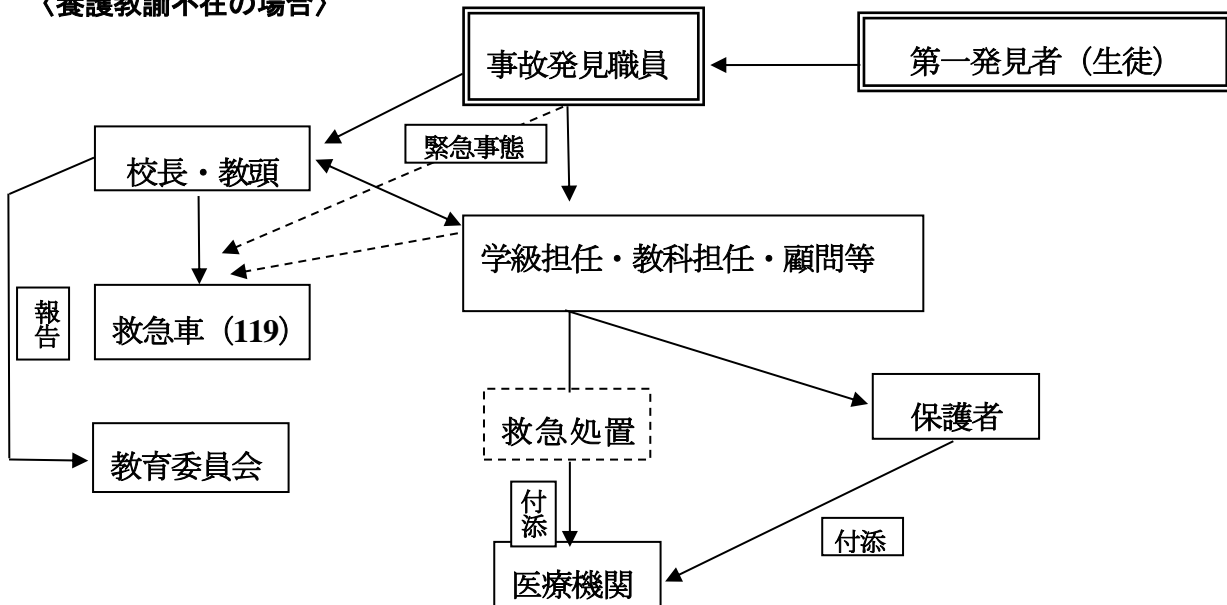 〈養護教諭不在の場合〉
事故発見職員
第一発見者（生徒）
緊急事態
校長・教頭
学級担任・教科担任・顧問等
報告
救急車（119）
保護者
救急処置
教育委員会
付添
付添
医療機関